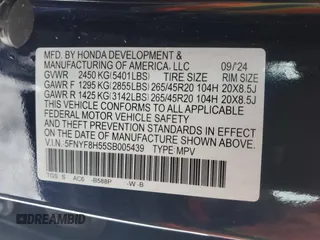 MFD. BY HONDA DEVELOPMENT &
MANUFACTURING OF AMERICA, LLC 09/24
GVWR 2450 KG(5401LBS) TIRE SIZE RIM SIZE
GAWR F 1295 KG(2855LBS)265/45R20 104H 20X8.5J
GAWR R 1425 KG(3142LBS)265/45R20 104H 20X8.5J
THIS VEHICLE CONFORMS TO ALL APPLICABLE
FEDERAL MOTOR VEHICLE SAFETY STANDARDS IN
EFFECT ON THE DATE OF MANUFACTURE SHOWN ABOVE.
V.I.N. 5FNYF8H55SB005439 TYPE MPV
-B588P -W -B
DREAMBID